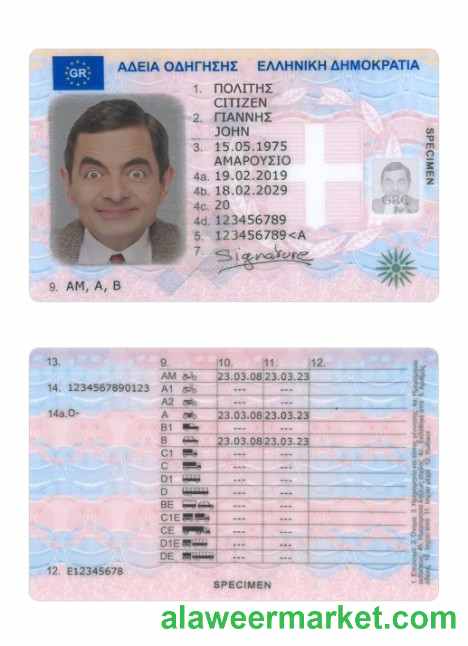 GR
ΑΔΕΙΑ ΟΔΗΓΗΣΗΣ ΕΛΛΗΝΙΚΗ ΔΗΜΟΚΡΑΤΙΑ
1. ΠΟΛΙΤΗΣ
CITIZEN
2. ΓΙΑΝΝΗΣ
JOHN
3. 15.05.1975
ΑΜΑΡΟΥΣΙΟ
4a. 19.02.2019
4b. 18.02.2029
4c. 20
4d. 123456789
5. 123456789<A
7. Signature
9. AM, A, B
SPECIMEN
13.
14. 1234567890123
14a.O-
12. E12345678
9. 10. 11. 12.
AM 23.03.08 23.03.23
A1 --- ---
A2 --- ---
A 23.03.08 23.03.23
B1 --- ---
B 23.03.08 23.03.23
C1 --- ---
C --- ---
D1 --- ---
D --- ---
BE --- ---
C1E --- ---
CE --- ---
D1E --- ---
DE --- ---
SPECIMEN
alaweermarket.com